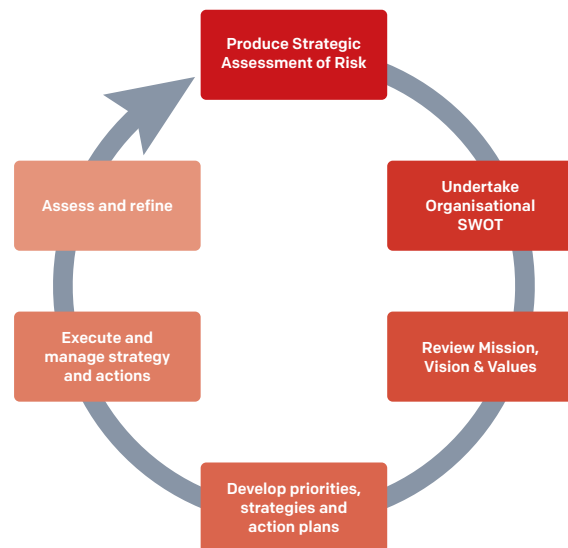 Produce Strategic
Assessment of Risk
Undertake
Organisational
SWOT
Review Mission,
Vision & Values
Develop priorities,
strategies and
action plans
Execute and
manage strategy
and actions
Assess and refine